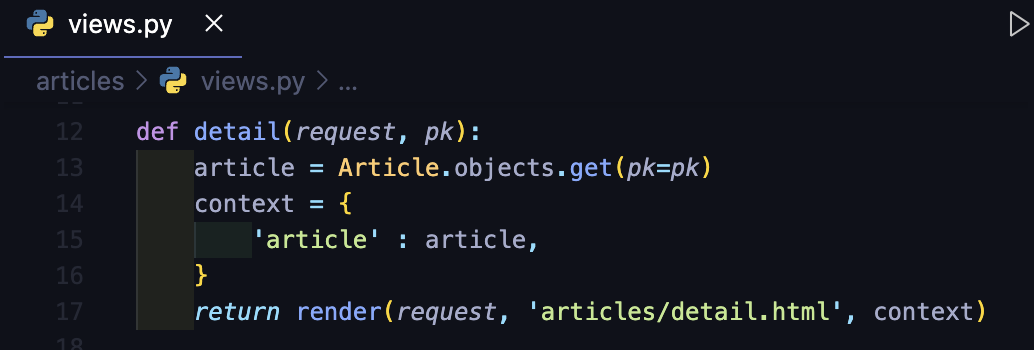 views.py ×
articles > views.py > ...
12 def detail(request, pk):
13     article = Article.objects.get(pk=pk)
14     context = {
15         'article' : article,
16     }
17     return render(request, 'articles/detail.html', context)
18